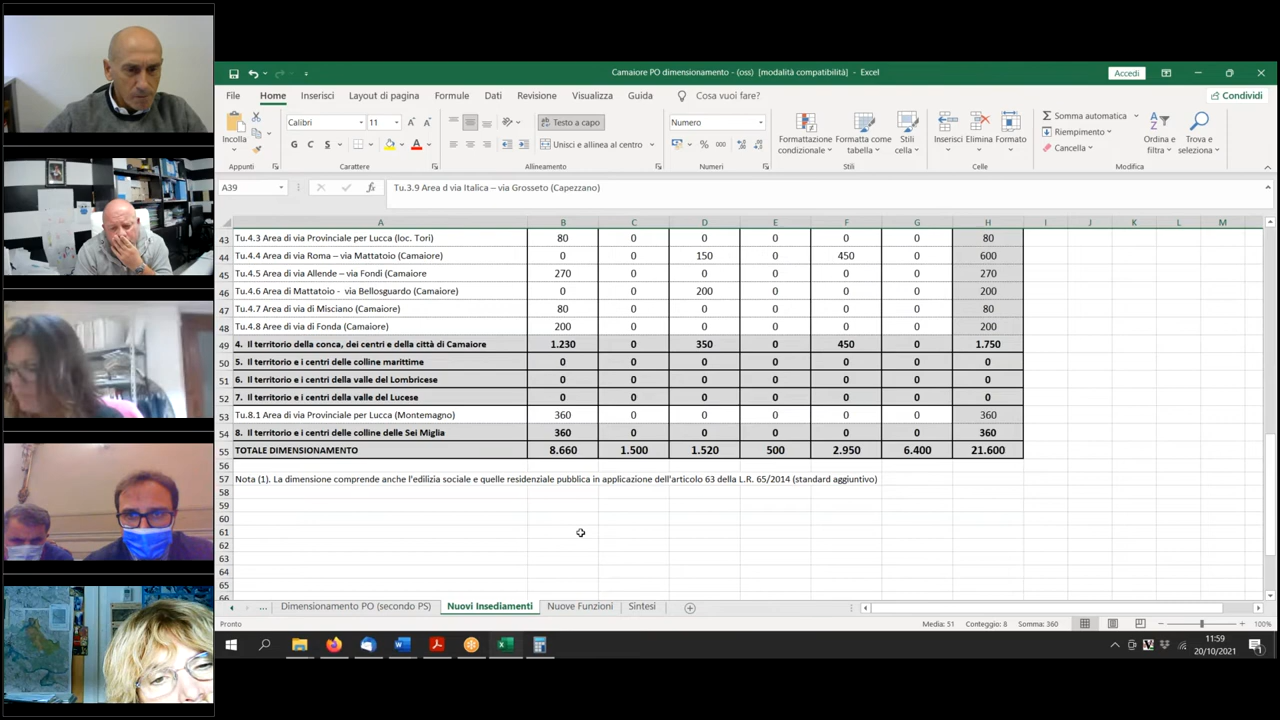 Camaiore PO dimensionamento - (oss) [modalità compatibilità] - Excel
Accedi
File Home Inserisci Layout di pagina Formule Dati Revisione Visualizza Guida Cosa vuoi fare? Condividi
Incolla
Calibri 11
G C S
Testo a capo
Unisci e allinea al centro
Numero
Formattazione condizionale
Formatta come tabella
Stili cella
Inserisci Elimina Formato
Somma automatica
Riempimento
Cancella
Ordina e filtra
Trova e seleziona
Appunti Carattere Allineamento Numeri Stili Celle Modifica
A39 fx Tu.3.9 Area d via Italica – via Grosseto (Capezzano)
A B C D E F G H I J K L M
43 Tu.4.3 Area di via Provinciale per Lucca (loc. Tori) 80 0 0 0 0 0 80
44 Tu.4.4 Area di via Roma – via Mattatoio (Camaiore) 0 0 150 0 450 0 600
45 Tu.4.5 Area di via Allende – via Fondi (Camaiore 270 0 0 0 0 0 270
46 Tu.4.6 Area di Mattatoio - via Bellosguardo (Camaiore) 0 0 200 0 0 0 200
47 Tu.4.7 Area di via di Misciano (Camaiore) 80 0 0 0 0 0 80
48 Tu.4.8 Area di via di Fonda (Camaiore) 200 0 0 0 0 0 200
49 4. Il territorio della conca, dei centri e della città di Camaiore 1.230 0 350 0 450 0 1.750
50 5. Il territorio e i centri delle colline marittime 0 0 0 0 0 0 0
51 6. Il territorio e i centri della valle del Lombricese 0 0 0 0 0 0 0
52 7. Il territorio e i centri della valle del Lucese 0 0 0 0 0 0 0
53 Tu.8.1 Area di via Provinciale per Lucca (Montemagno) 360 0 0 0 0 0 360
54 8. Il territorio e i centri delle colline delle Sei Miglia 360 0 0 0 0 0 360
55 TOTALE DIMENSIONAMENTO 8.660 1.500 1.520 500 2.950 6.400 21.600
56
57 Nota (1). La dimensione comprende anche l'edilizia sociale e quelle residenziale pubblica in applicazione dell'articolo 63 della L.R. 65/2014 (standard aggiuntivo)
58
59
60
61
62
63
64
65
... Dimensionamento PO (secondo PS) Nuovi Insediamenti Nuove Funzioni Sintesi
Pronto Media: 51 Conteggio: 8 Somma: 360 100%
11:59
20/10/2021